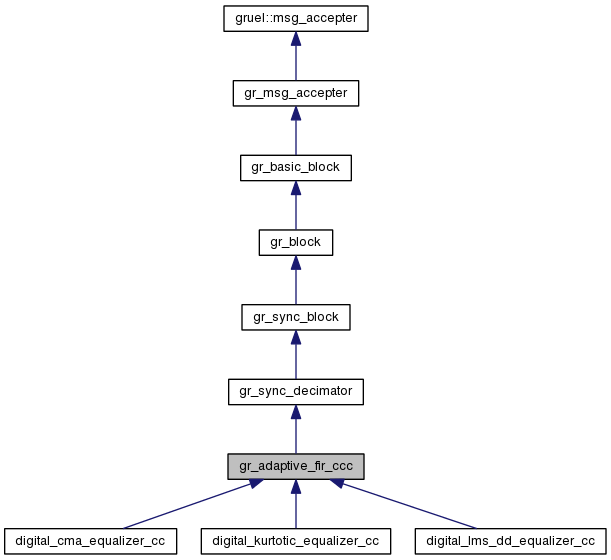 gruel::msg_accepter
gr_msg_accepter
gr_basic_block
gr_block
gr_sync_block
gr_sync_decimator
gr_adaptive_fir_ccc
digital_cma_equalizer_cc
digital_kurtotic_equalizer_cc
digital_lms_dd_equalizer_cc